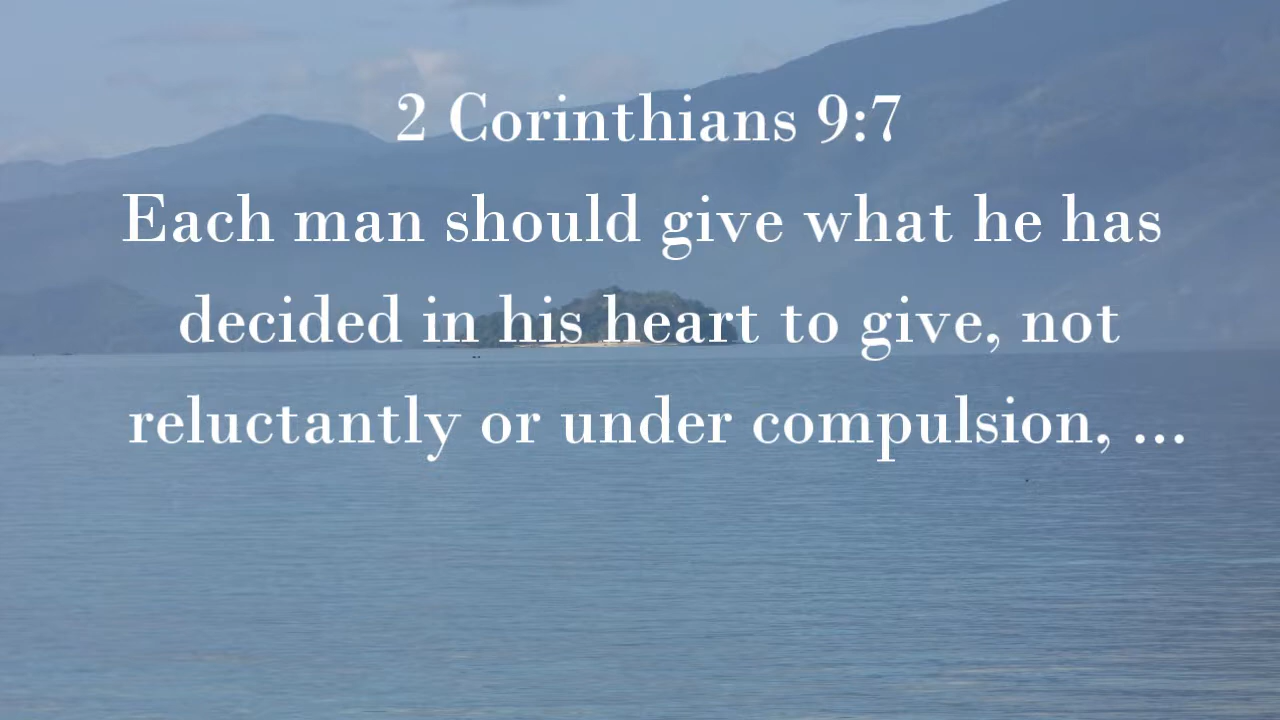 2 Corinthians 9:7
Each man should give what he has
decided in his heart to give, not
reluctantly or under compulsion, ...